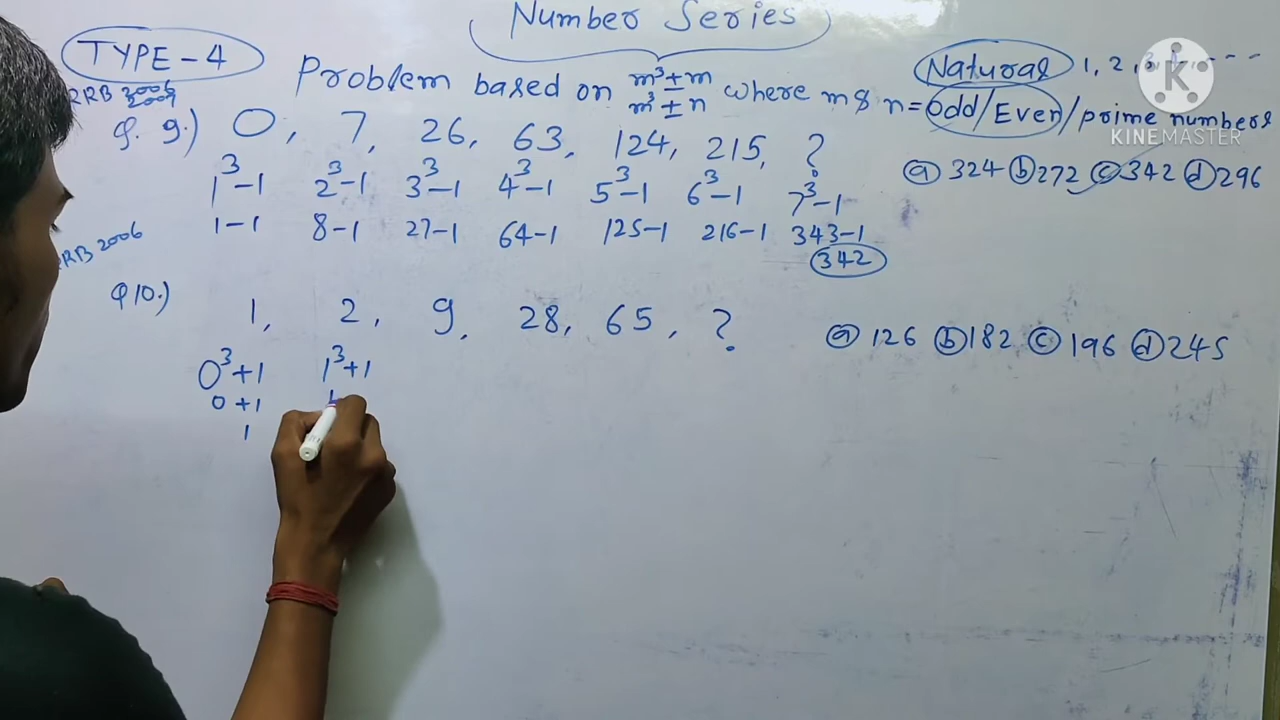 Number Series
TYPE-4
Problem based on m³±m where m & n = Odd/Even/prime numbers
m³±n
Natural 1, 2, 3
KINEMASTER
RRB 2006
2009
Q. 9.) 0, 7, 26, 63, 124, 215, ?
ⓐ 324 ⓑ 272 ⓒ 342 ⓓ 296
1³-1 2³-1 3³-1 4³-1 5³-1 6³-1 7³-1
1-1 8-1 27-1 64-1 125-1 216-1 343-1
342
RRB 2006
Q 10.) 1, 2, 9, 28, 65, ?
ⓐ 126 ⓑ 182 ⓒ 196 ⓓ 245
0³+1 1³+1
0+1
1